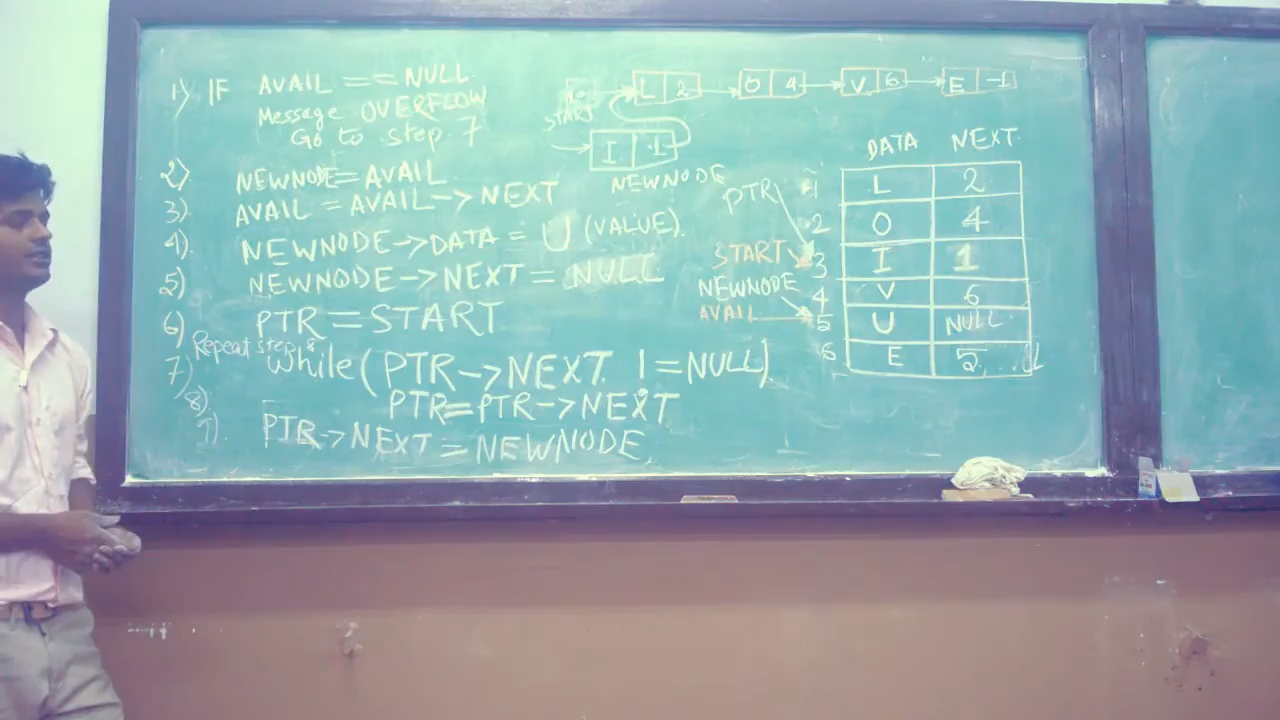 1) IF AVAIL == NULL
Message OVERFLOW
Go to step 7
2) NEWNODE = AVAIL
3) AVAIL = AVAIL->NEXT
4) NEWNODE->DATA = U (VALUE).
5) NEWNODE->NEXT = NULL
6) PTR = START
Repeat step 8
7) while (PTR->NEXT != NULL)
8) PTR = PTR->NEXT
9) PTR->NEXT = NEWNODE
L 2 O 4 V 6 E -1
START
I 1
NEWNODE
DATA NEXT
1 L 2
2 O 4
3 I 1
4 V 6
5 U NULL
6 E 5
PTR
START
NEWNODE
AVAIL